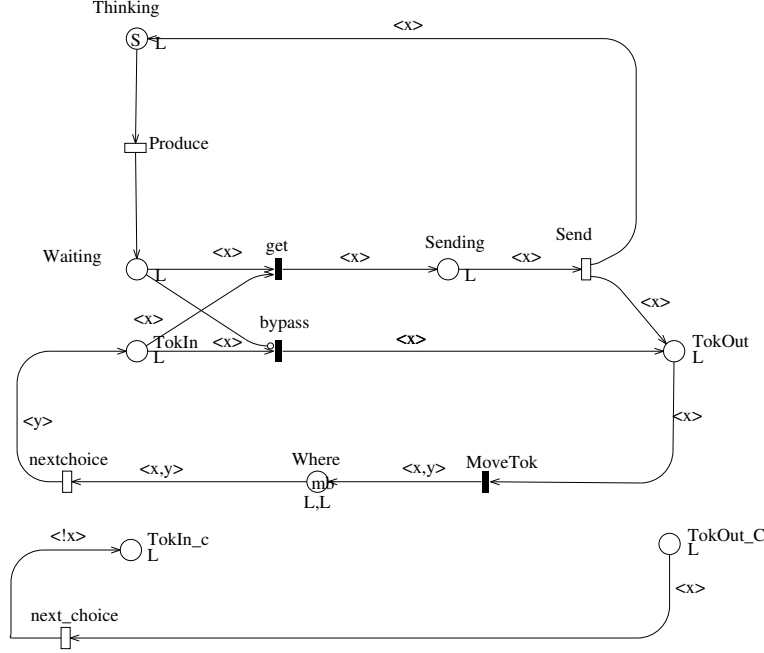 Thinking
<x>
S
L
Produce
Waiting
L
<x>
get
<x>
Sending
L
<x>
Send
<x>
<x>
TokIn
L
<x>
bypass
<x>
TokOut
L
<y>
<x>
nextchoice
<x,y>
Where
mb
L,L
<x,y>
MoveTok
<!x>
TokIn_c
L
TokOut_C
L
<x>
next_choice